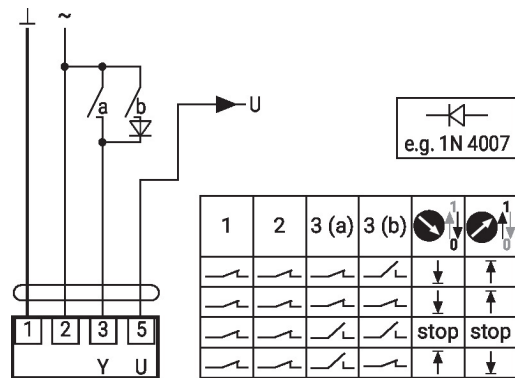 ⊥ ~
a b
U
e.g. 1N 4007
1 2 3 (a) 3 (b) 1 0 1 0
stop stop
1 2 3 5
Y U